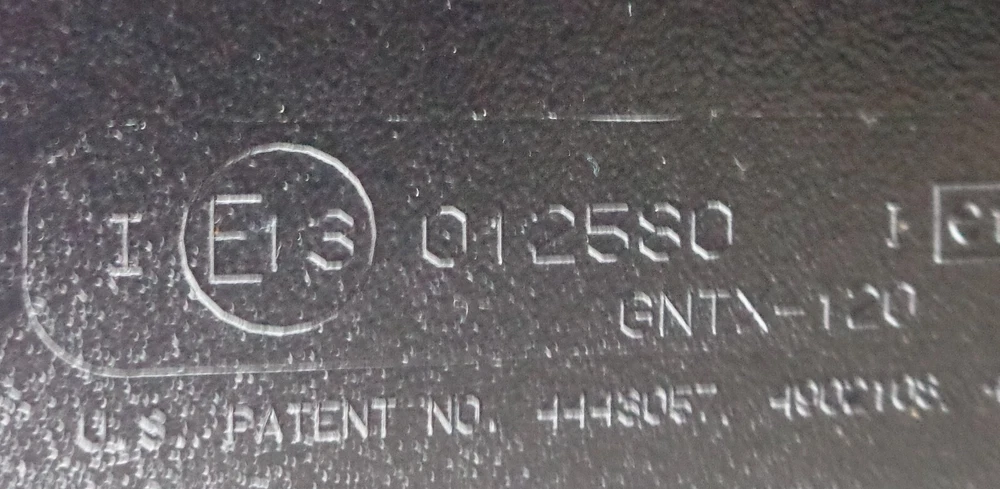 I E13 012580 I
GNTX-120
U.S. PATENT NO. 4448057, 4902108,